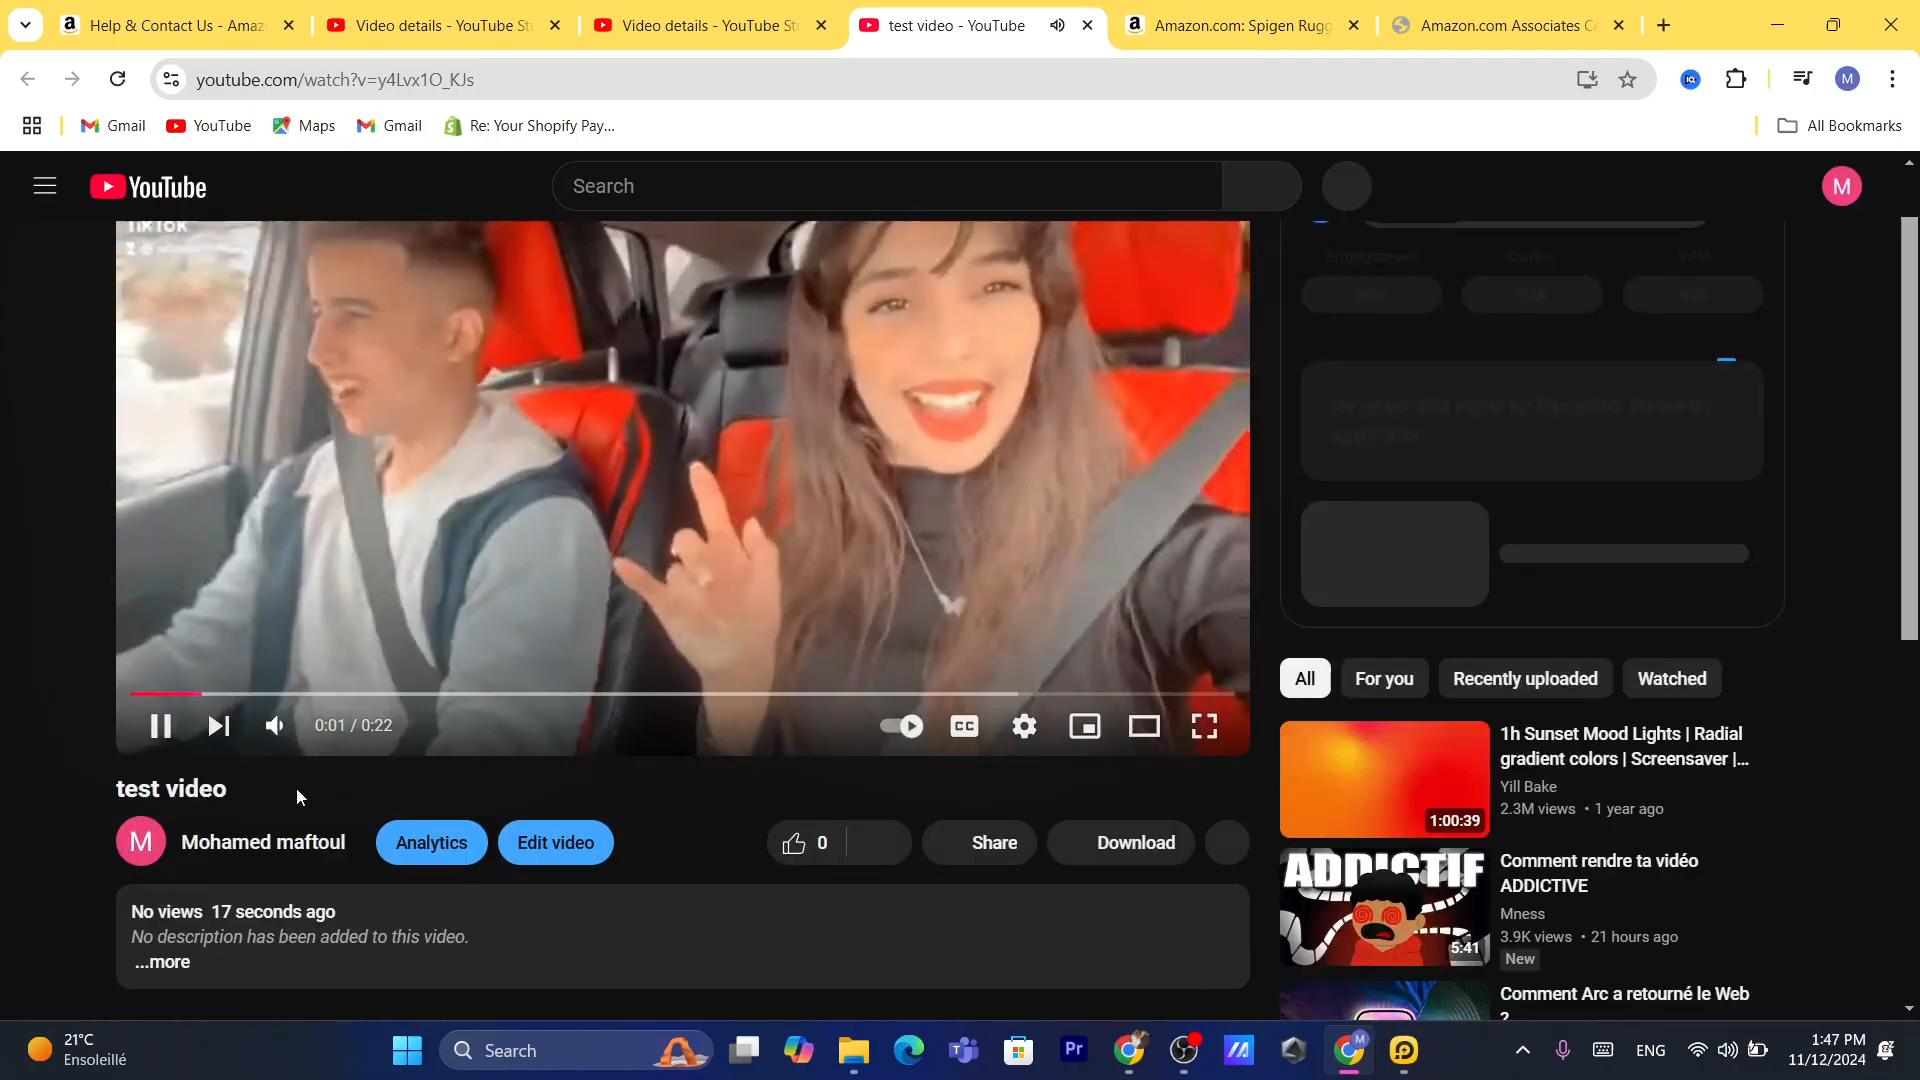 Help & Contact Us - Amaz
Video details - YouTube St
Video details - YouTube St
test video - YouTube
Amazon.com: Spigen Rugg
Amazon.com Associates Ce
youtube.com/watch?v=y4Lvx1O_KJs
M
Gmail
YouTube
Maps
Gmail
Re: Your Shopify Pay...
All Bookmarks
YouTube
Search
M
TikTok
Engagement
VPH
N/A
N/A
N/A
0:01 / 0:22
CC
test video
M
Mohamed maftoul
Analytics
Edit video
0
Share
Download
No views 17 seconds ago
No description has been added to this video.
...more
All
For you
Recently uploaded
Watched
1h Sunset Mood Lights | Radial
gradient colors | Screensaver |...
Yill Bake
2.3M views • 1 year ago
1:00:39
ADDICTIF
5:41
Comment rendre ta vidéo
ADDICTIVE
Mness
3.9K views • 21 hours ago
New
Comment Arc a retourné le Web
?
21°C
Ensoleillé
Search
Pr
M
ENG
1:47 PM
11/12/2024